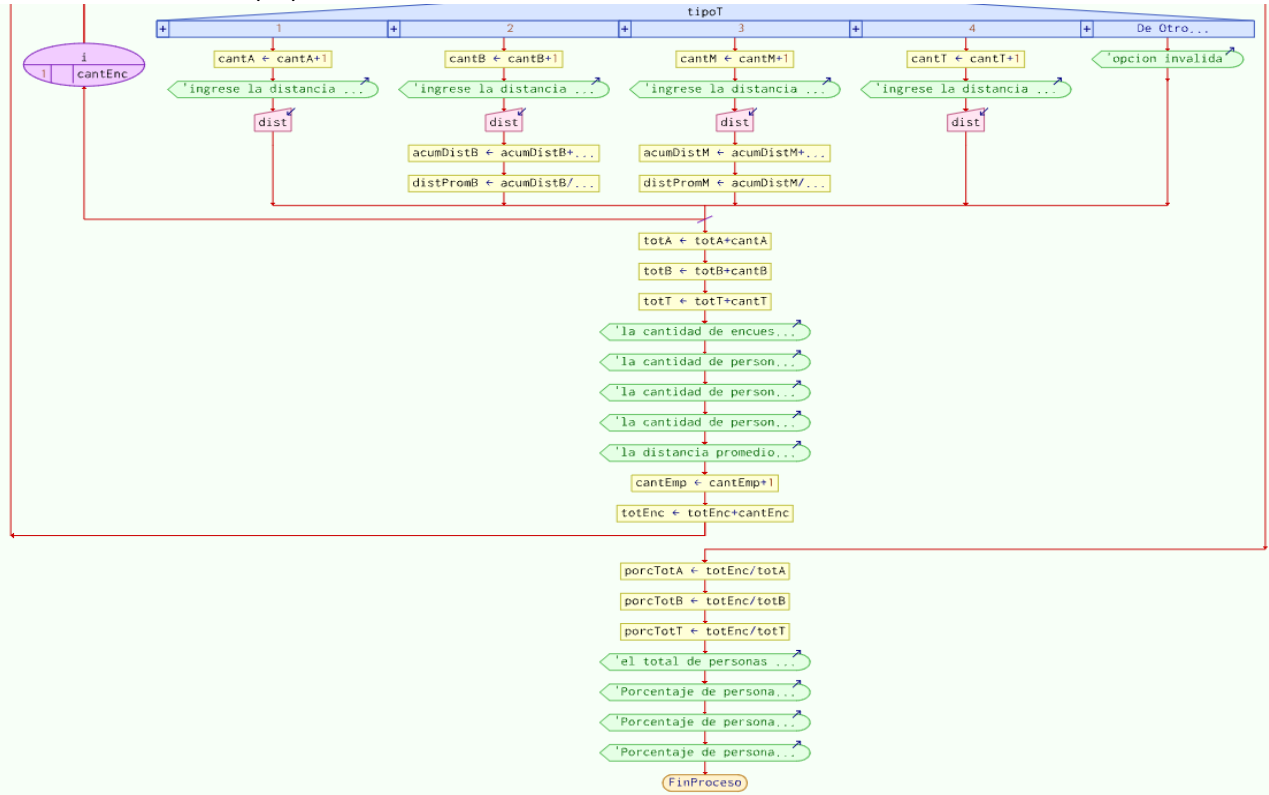 tipoT
+ 1 + 2 + 3 + 4 + De Otro...
i
1 cantEnc
cantA ← cantA+1 cantB ← cantB+1 cantM ← cantM+1 cantT ← cantT+1 'opcion invalida'
'ingrese la distancia ... 'ingrese la distancia ... 'ingrese la distancia ... 'ingrese la distancia ...
dist dist dist dist
acumDistB ← acumDistB+... acumDistM ← acumDistM+...
distPromB ← acumDistB/... distPromM ← acumDistM/...
totA ← totA+cantA
totB ← totB+cantB
totT ← totT+cantT
'la cantidad de encues...
'la cantidad de person...
'la cantidad de person...
'la cantidad de person...
'la distancia promedio...
cantEmp ← cantEmp+1
totEnc ← totEnc+cantEnc
porcTotA ← totEnc/totA
porcTotB ← totEnc/totB
porcTotT ← totEnc/totT
'el total de personas ...
'Porcentaje de persona...
'Porcentaje de persona...
'Porcentaje de persona...
FinProceso